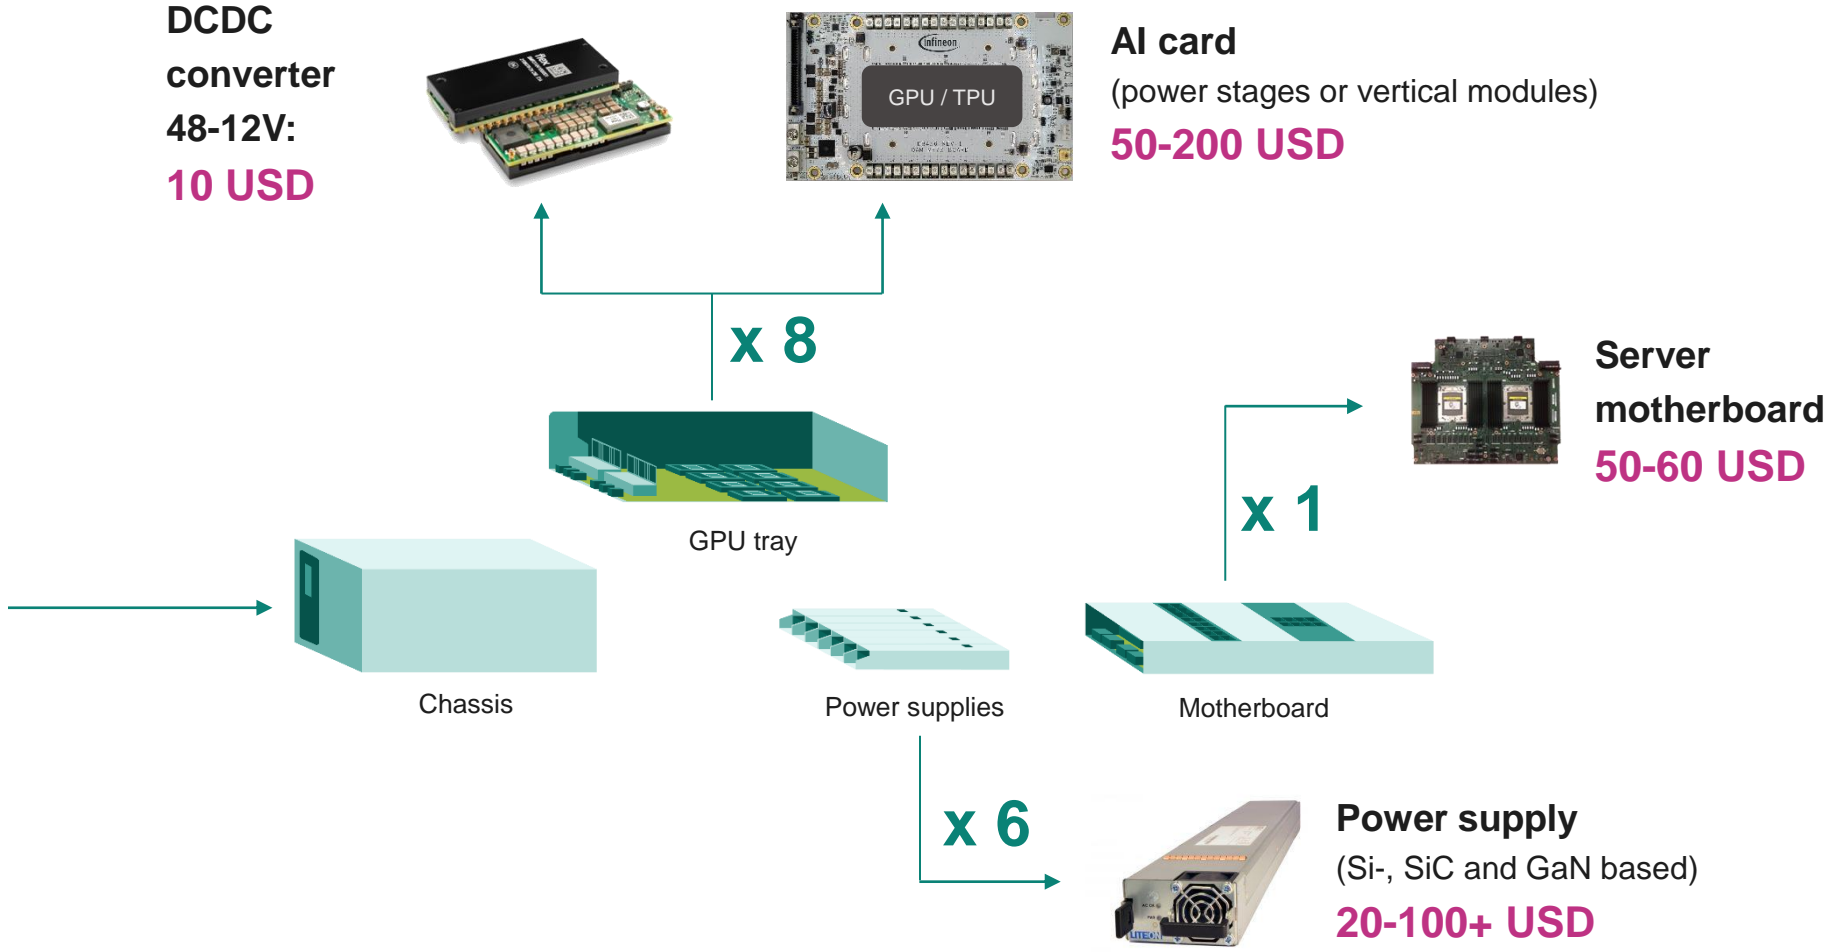 DCDC
converter
48-12V:
10 USD
infineon
GPU / TPU
AI card
(power stages or vertical modules)
50-200 USD
x 8
Server
motherboard
50-60 USD
x 1
GPU tray
Chassis
Power supplies
Motherboard
x 6
Power supply
(Si-, SiC and GaN based)
20-100+ USD
LITEON